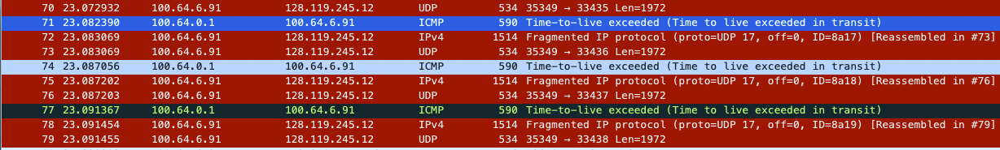 70 23.072932 100.64.6.91 128.119.245.12 UDP 534 35349 → 33435 Len=1972
71 23.082390 100.64.0.1 100.64.6.91 ICMP 590 Time-to-live exceeded (Time to live exceeded in transit)
72 23.083069 100.64.6.91 128.119.245.12 IPv4 1514 Fragmented IP protocol (proto=UDP 17, off=0, ID=8a17) [Reassembled in #73]
73 23.083069 100.64.6.91 128.119.245.12 UDP 534 35349 → 33436 Len=1972
74 23.087056 100.64.0.1 100.64.6.91 ICMP 590 Time-to-live exceeded (Time to live exceeded in transit)
75 23.087202 100.64.6.91 128.119.245.12 IPv4 1514 Fragmented IP protocol (proto=UDP 17, off=0, ID=8a18) [Reassembled in #76]
76 23.087203 100.64.6.91 128.119.245.12 UDP 534 35349 → 33437 Len=1972
77 23.091367 100.64.0.1 100.64.6.91 ICMP 590 Time-to-live exceeded (Time to live exceeded in transit)
78 23.091454 100.64.6.91 128.119.245.12 IPv4 1514 Fragmented IP protocol (proto=UDP 17, off=0, ID=8a19) [Reassembled in #79]
79 23.091455 100.64.6.91 128.119.245.12 UDP 534 35349 → 33438 Len=1972